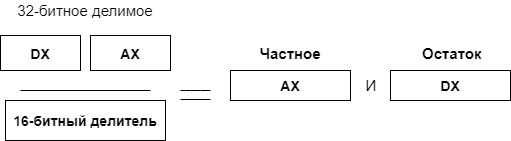 32-битное делимое
DX AX Частное Остаток
AX И DX
16-битный делитель